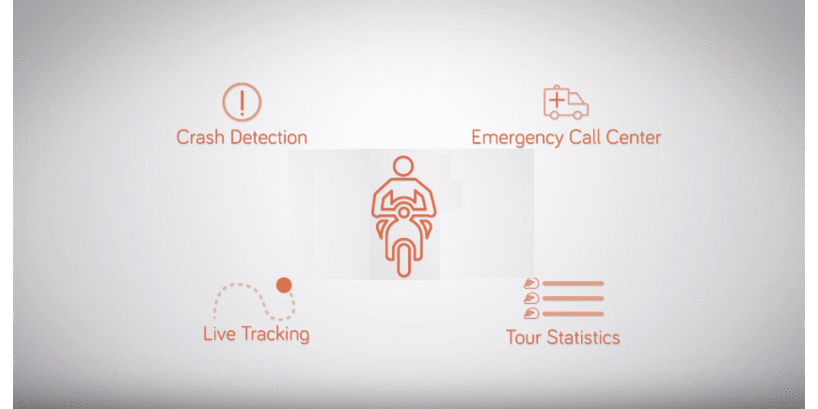 Crash Detection
Emergency Call Center
Live Tracking
Tour Statistics